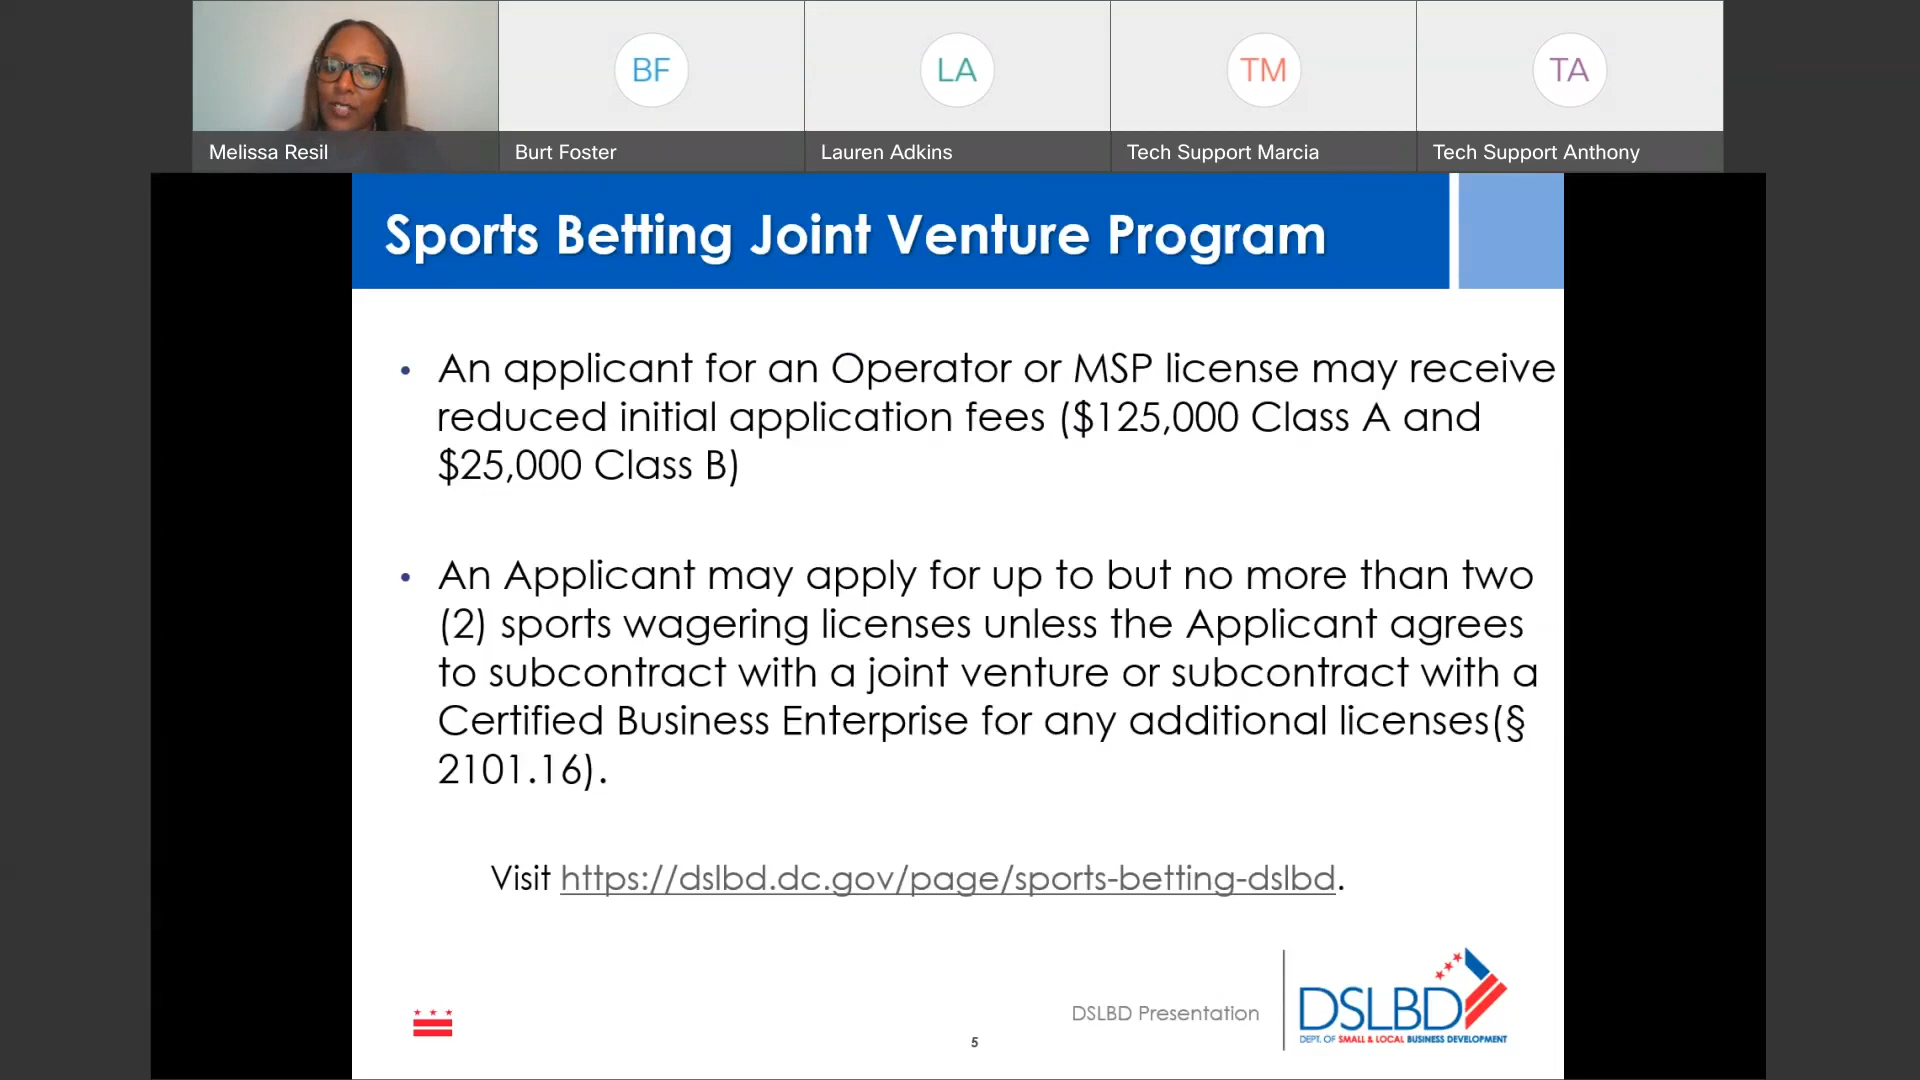 BF
LA
TM
TA
Melissa Resil
Burt Foster
Lauren Adkins
Tech Support Marcia
Tech Support Anthony
Sports Betting Joint Venture Program
• An applicant for an Operator or MSP license may receive
reduced initial application fees ($125,000 Class A and
$25,000 Class B)
• An Applicant may apply for up to but no more than two
(2) sports wagering licenses unless the Applicant agrees
to subcontract with a joint venture or subcontract with a
Certified Business Enterprise for any additional licenses(§
2101.16).
Visit https://dslbd.dc.gov/page/sports-betting-dslbd.
DSLBD Presentation
DSLBD
DEPT. OF SMALL & LOCAL BUSINESS DEVELOPMENT
5